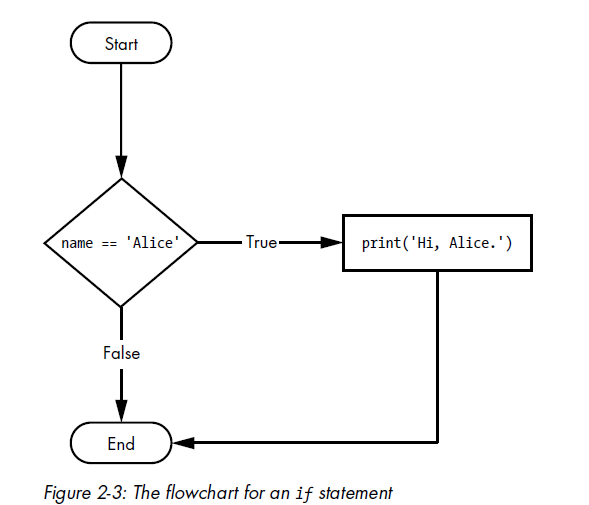 Start
name == 'Alice'
True
print('Hi, Alice.')
False
End
Figure 2-3: The flowchart for an if statement